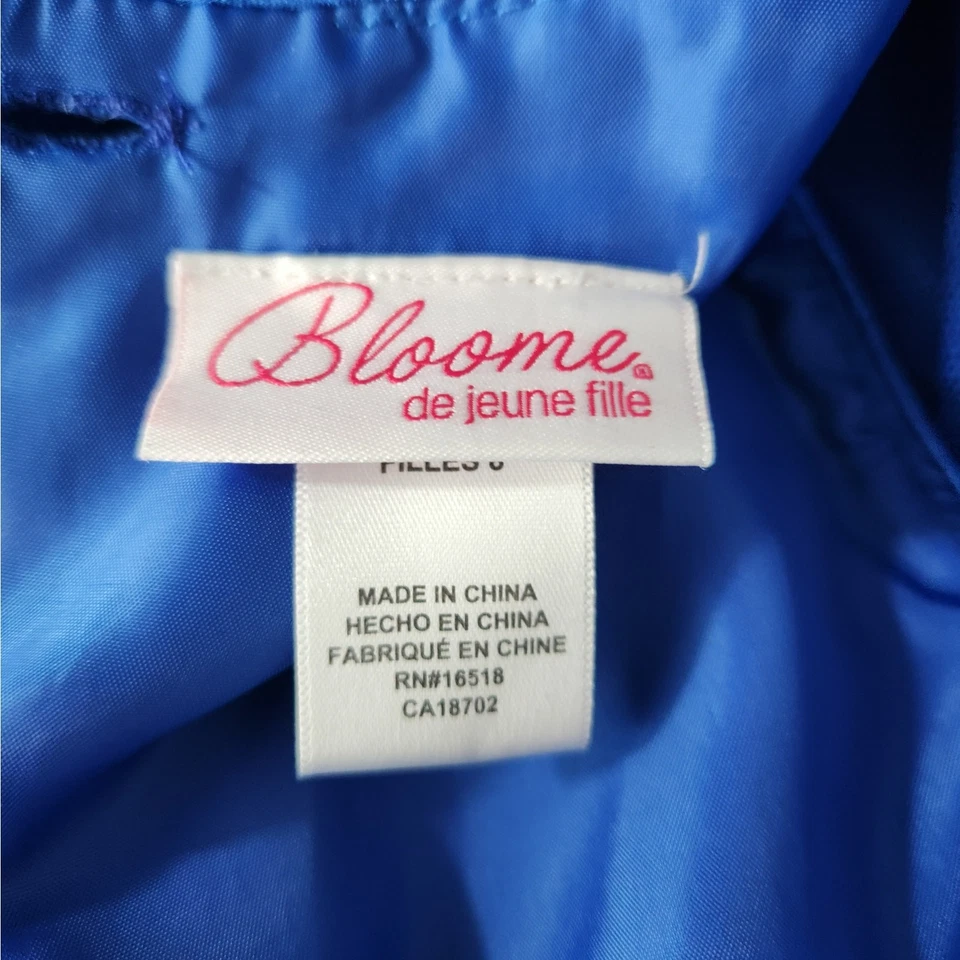 Bloome®
de jeune fille
FILLES
MADE IN CHINA
HECHO EN CHINA
FABRIQUÉ EN CHINE
RN#16518
CA18702